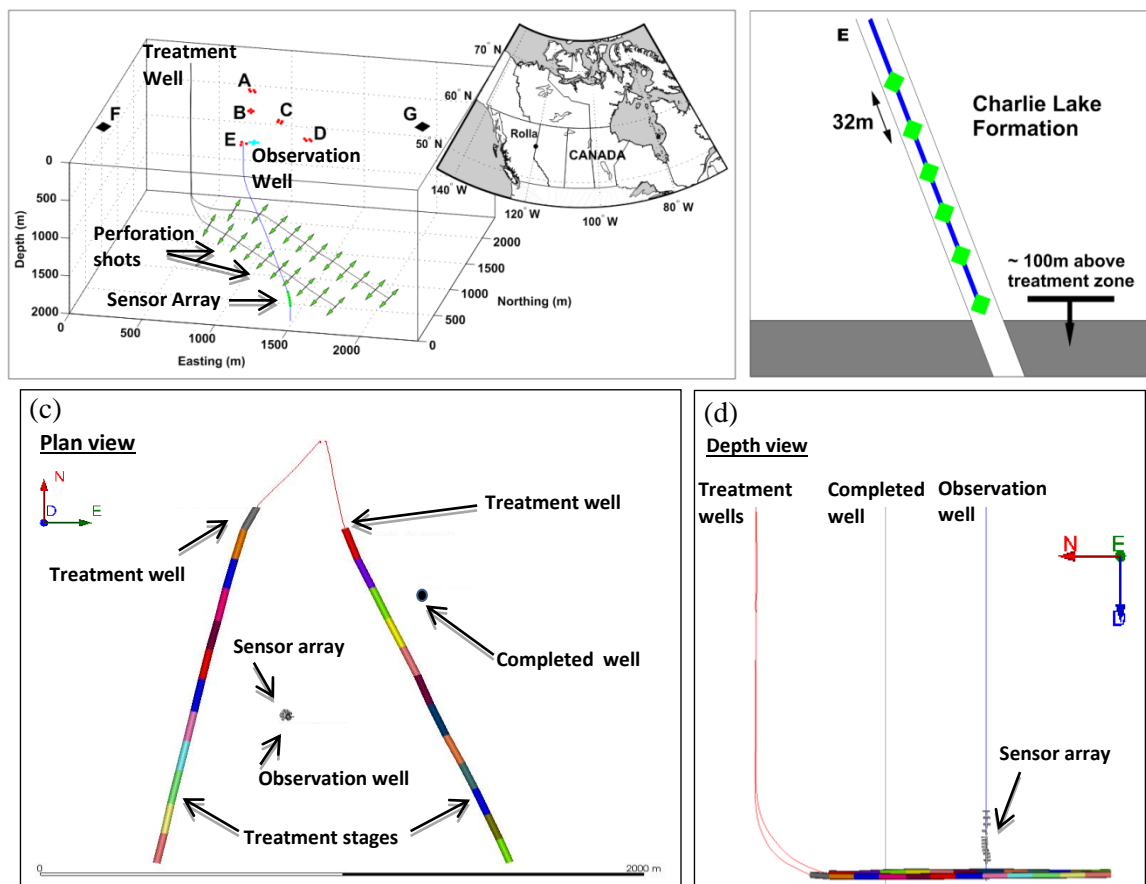 Treatment
Well
A
B
C
D
E
F
G
Observation
Well
Perforation
shots
Sensor Array
0
500
1000
1500
2000
Depth (m)
0
500
1000
1500
2000
Easting (m)
0
500
1000
1500
2000
Northing (m)
70° N
60° N
50° N
140° W
120° W
100° W
80° W
Rolla
CANADA
E
32m
Charlie Lake
Formation
~ 100m above
treatment zone
(c)
Plan view
N
D
E
Treatment well
Treatment well
Sensor array
Completed well
Observation well
Treatment stages
0
2000 m
(d)
Depth view
Treatment
wells
Completed
well
Observation
well
N
E
D
Sensor array